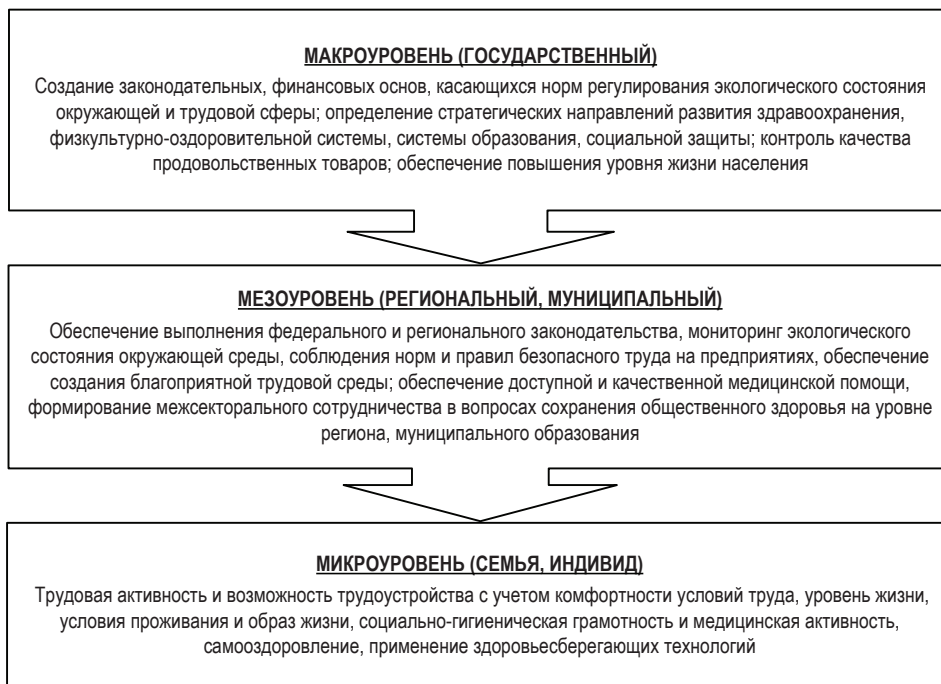 МАКРОУРОВЕНЬ (ГОСУДАРСТВЕННЫЙ)
Создание законодательных, финансовых основ, касающихся норм регулирования экологического состояния
окружающей и трудовой сферы; определение стратегических направлений развития здравоохранения,
физкультурно-оздоровительной системы, системы образования, социальной защиты; контроль качества
продовольственных товаров; обеспечение повышения уровня жизни населения
МЕЗОУРОВЕНЬ (РЕГИОНАЛЬНЫЙ, МУНИЦИПАЛЬНЫЙ)
Обеспечение выполнения федерального и регионального законодательства, мониторинг экологического
состояния окружающей среды, соблюдения норм и правил безопасного труда на предприятиях, обеспечение
создания благоприятной трудовой среды; обеспечение доступной и качественной медицинской помощи,
формирование межсекторального сотрудничества в вопросах сохранения общественного здоровья на уровне
региона, муниципального образования
МИКРОУРОВЕНЬ (СЕМЬЯ, ИНДИВИД)
Трудовая активность и возможность трудоустройства с учетом комфортности условий труда, уровень жизни,
условия проживания и образ жизни, социально-гигиеническая грамотность и медицинская активность,
самооздоровление, применение здоровьесберегающих технологий